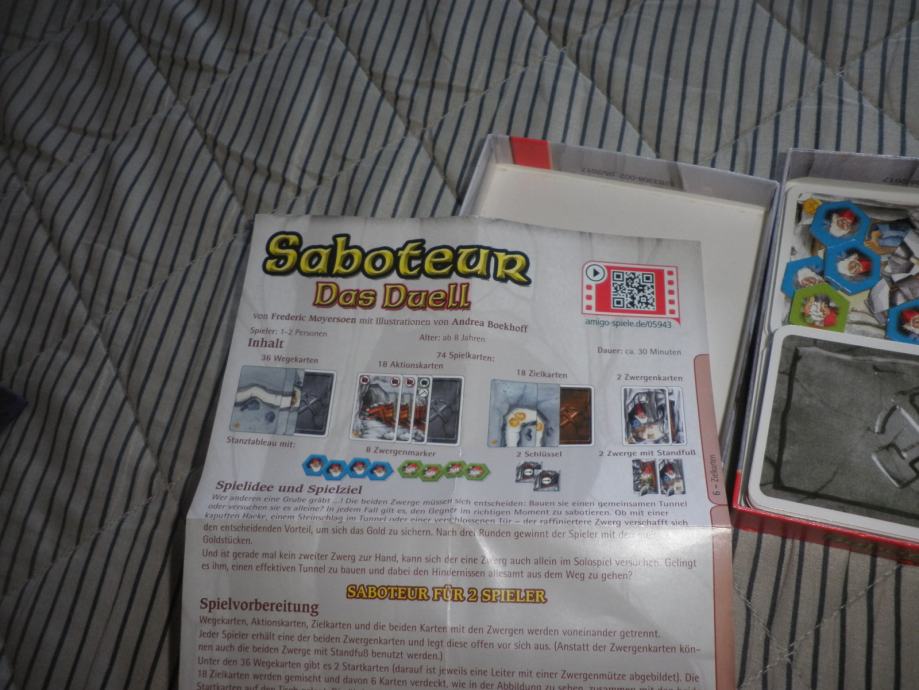 Saboteur
Das Duell
von Frederic Moyersoen mit Illustrationen von Andrea Boekhoff
amigo-spiele.de/05943
Spieler: 1-2 Personen
Alter: ab 8 Jahren
Dauer: ca. 30 Minuten
Inhalt
74 Spielkarten:
36 Wegekarten
18 Aktionskarten
18 Zielkarten
2 Zwergenkarten
Stanztableau mit:
8 Zwergenmarker
2 Schlüssel
2 Zwerge mit Standfuß
6 – Zielkarten
Spielidee und Spielziel
Wer anderen eine Grube gräbt ...! Die beiden Zwerge müssen sich entscheiden: Bauen sie einen gemeinsamen Tunnel
oder versuchen sie es alleine? In jedem Fall gilt es, den Gegner im richtigen Moment zu sabotieren. Ob mit einer
kaputten Hacke, einem Steinschlag im Tunnel oder einer verschlossenen Tür – der raffinierte Zwerg verschafft sich
den entscheidenden Vorteil, um sich das Gold zu sichern. Nach drei Runden gewinnt der Spieler mit den
Goldstücken.
Und ist gerade mal kein zweiter Zwerg zur Hand, kann sich der eine Zwerg auch allein im Solospiel versuchen. Gelingt
es ihm, einen effektiven Tunnel zu bauen und dabei den Hindernissen allesamt aus dem Weg zu gehen?
SABOTEUR FÜR 2 SPIELER
Spielvorbereitung
Wegekarten, Aktionskarten, Zielkarten und die beiden Karten mit den Zwergen werden voneinander getrennt.
Jeder Spieler erhält eine der beiden Zwergenkarten und legt diese offen vor sich aus. (Anstatt der Zwergenkarten kön-
nen auch die beiden Zwerge mit Standfuß benutzt werden.)
Unter den 36 Wegekarten gibt es 2 Startkarten (darauf ist jeweils eine Leiter mit einer Zwergenmütze abgebildet). Die
18 Zielkarten werden gemischt und davon 6 Karten verdeckt, wie in der Abbildung zu sehen, zusammen mit den
Startkarten auf den